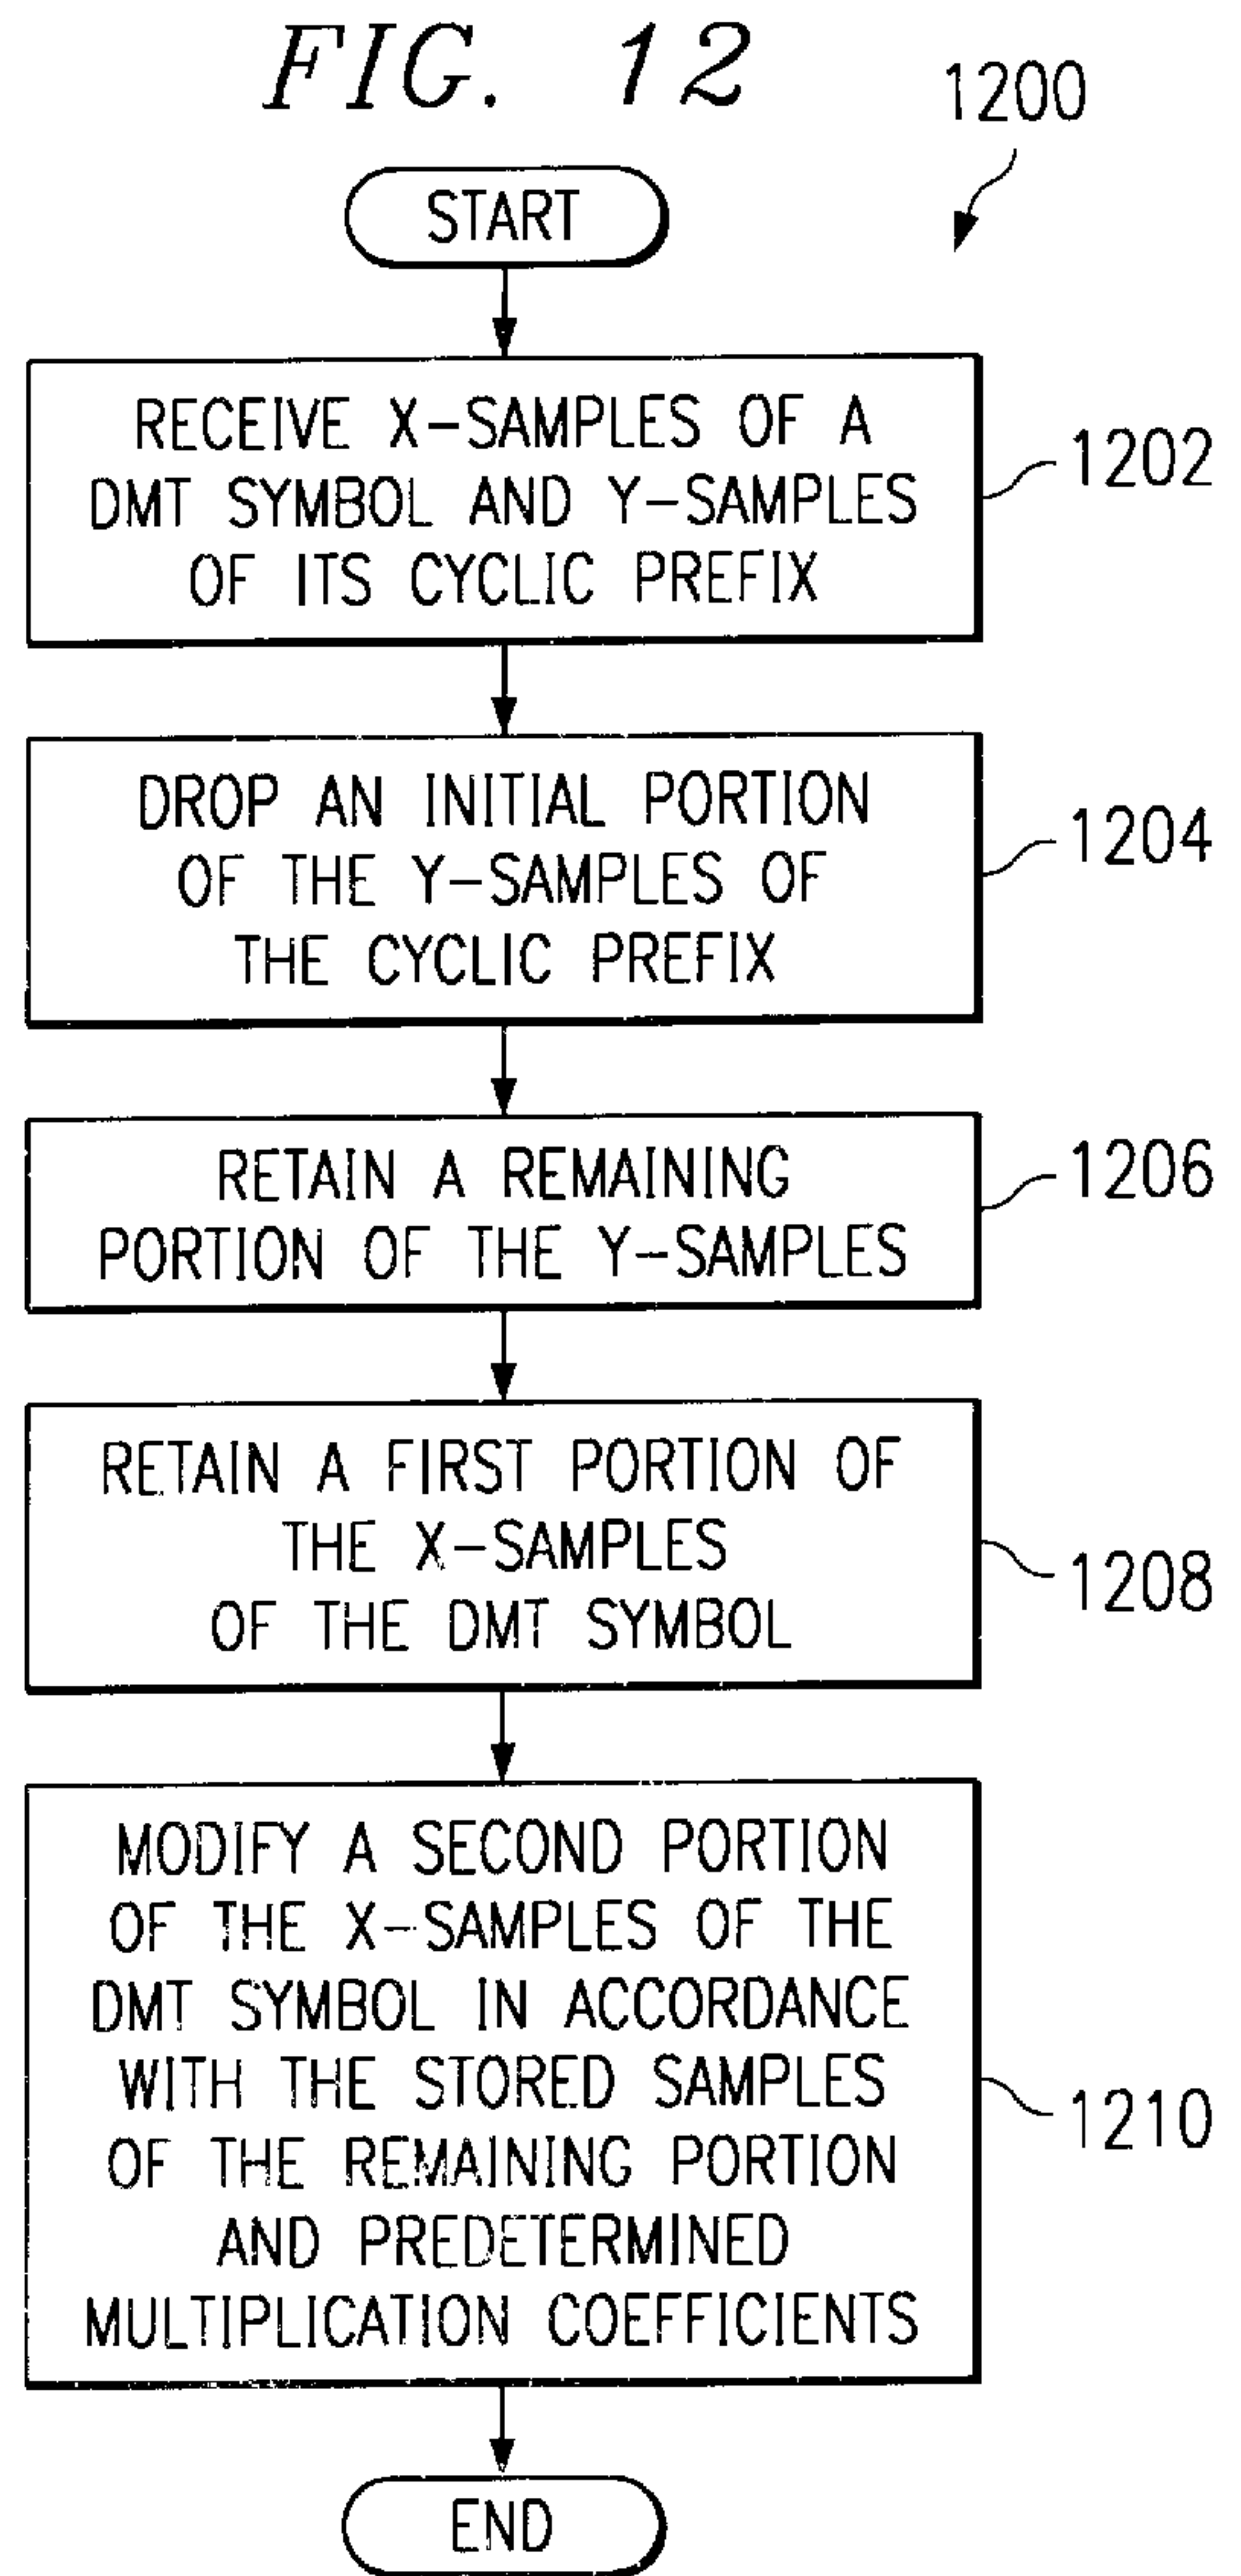 FIG. 12
1200
START
RECEIVE X-SAMPLES OF A
DMT SYMBOL AND Y-SAMPLES
OF ITS CYCLIC PREFIX
1202
DROP AN INITIAL PORTION
OF THE Y-SAMPLES OF
THE CYCLIC PREFIX
1204
RETAIN A REMAINING
PORTION OF THE Y-SAMPLES
1206
RETAIN A FIRST PORTION OF
THE X-SAMPLES
OF THE DMT SYMBOL
1208
MODIFY A SECOND PORTION
OF THE X-SAMPLES OF THE
DMT SYMBOL IN ACCORDANCE
WITH THE STORED SAMPLES
OF THE REMAINING PORTION
AND PREDETERMINED
MULTIPLICATION COEFFICIENTS
1210
END